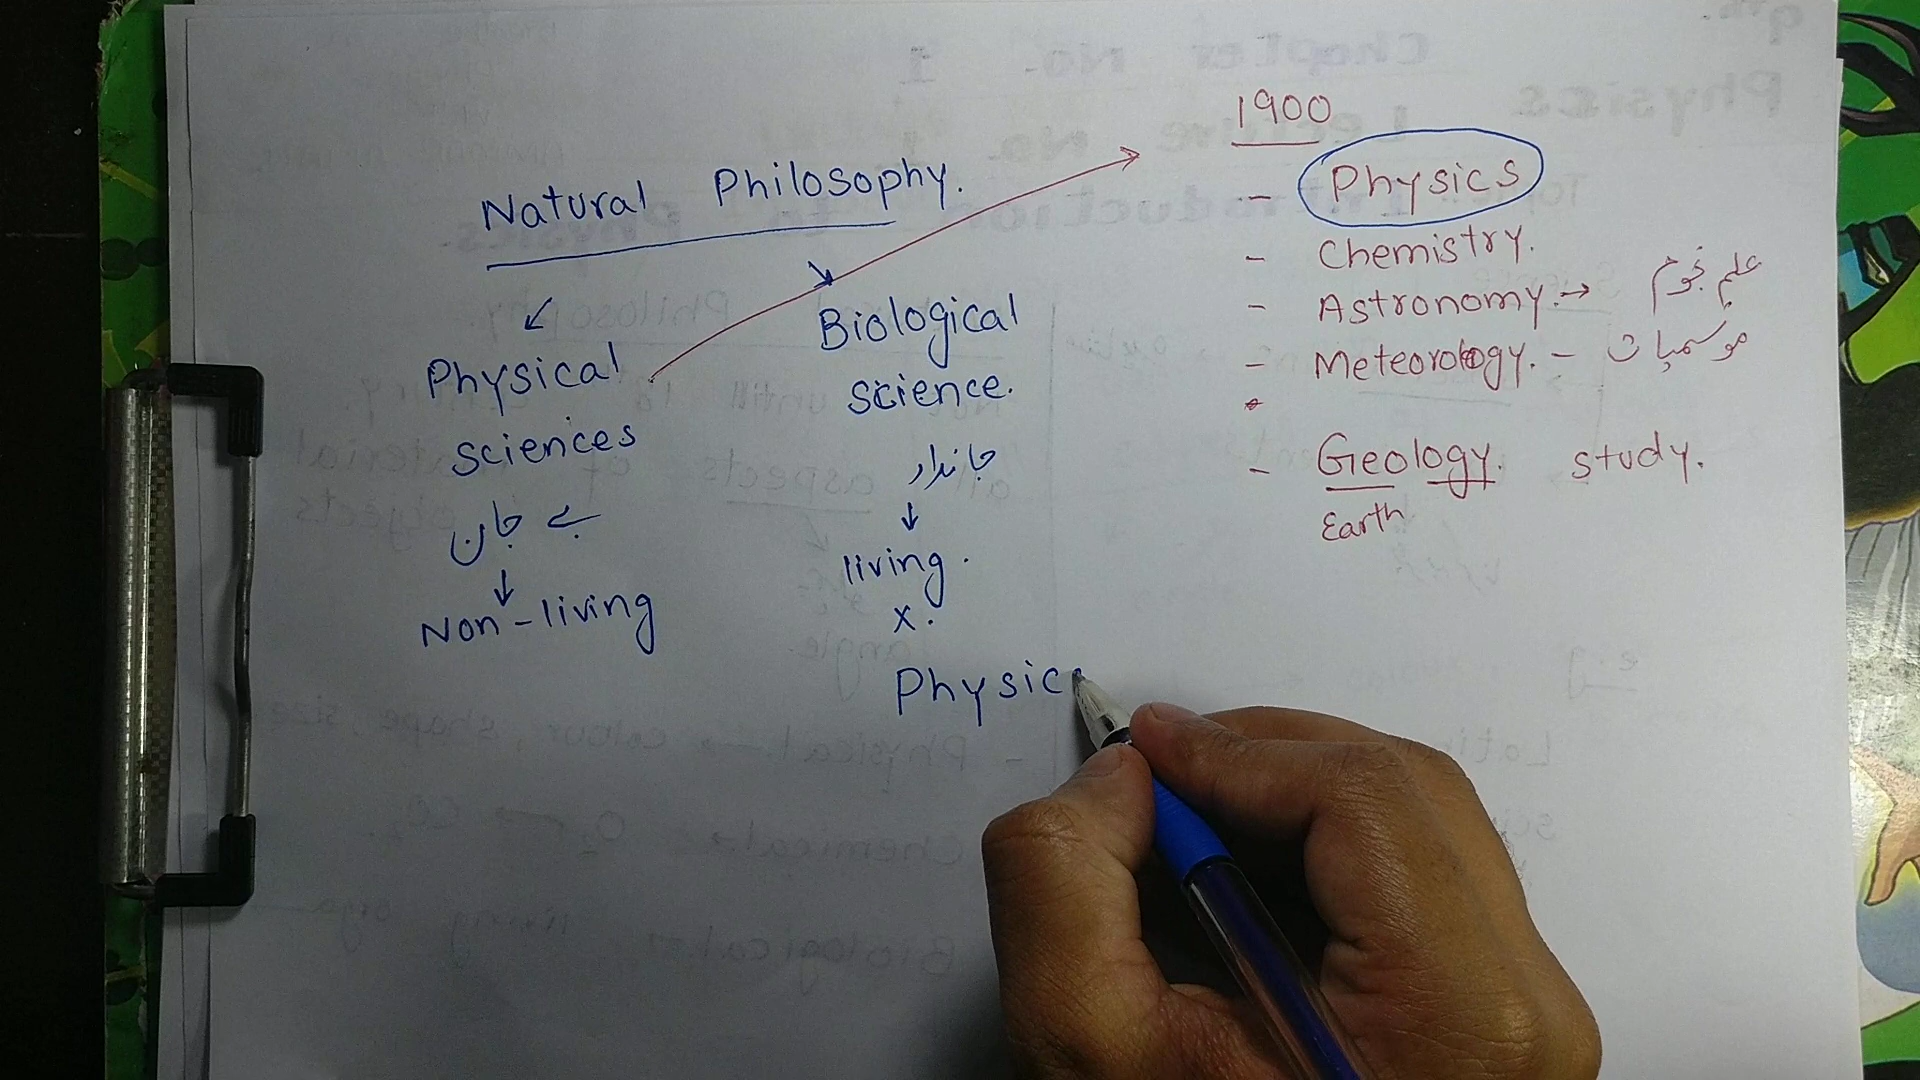 Natural Philosophy.
Physical
sciences
بے جان
↓
Non-living
Biological
science.
جاندار
↓
living.
x.
1900
- Physics
- Chemistry.
- Astronomy.→ علم نجوم
- Meteorology. - موسمیات
- Geology. study.
Earth
Physics